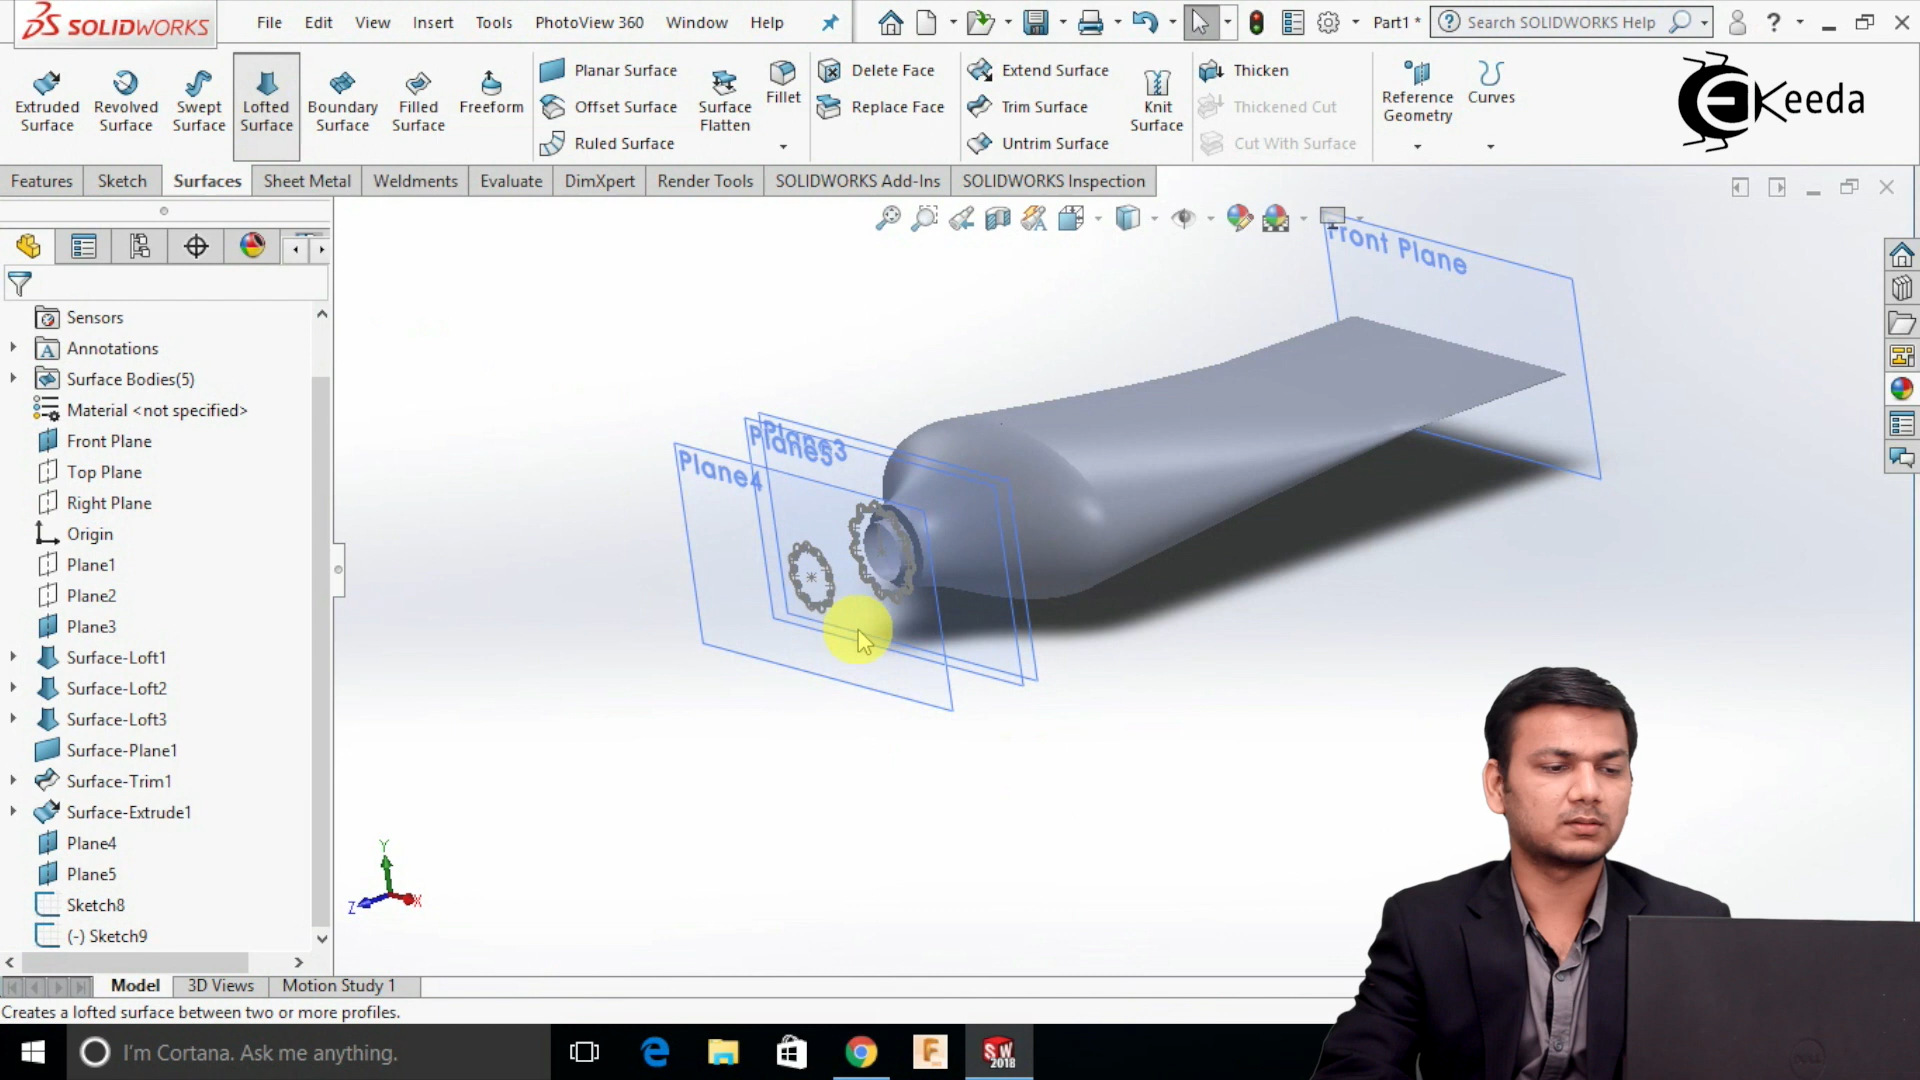 SOLIDWORKS File Edit View Insert Tools PhotoView 360 Window Help Part1 * Search SOLIDWORKS Help ?
Extruded Surface
Revolved Surface
Swept Surface
Lofted Surface
Boundary Surface
Filled Surface
Freeform
Planar Surface
Offset Surface
Ruled Surface
Surface Flatten
Fillet
Delete Face
Replace Face
Extend Surface
Trim Surface
Untrim Surface
Knit Surface
Thicken
Thickened Cut
Cut With Surface
Reference Geometry
Curves
EKeeda
Features Sketch Surfaces Sheet Metal Weldments Evaluate DimXpert Render Tools SOLIDWORKS Add-Ins SOLIDWORKS Inspection
Sensors
Annotations
Surface Bodies(5)
Material <not specified>
Front Plane
Top Plane
Right Plane
Origin
Plane1
Plane2
Plane3
Surface-Loft1
Surface-Loft2
Surface-Loft3
Surface-Plane1
Surface-Trim1
Surface-Extrude1
Plane4
Plane5
Sketch8
(-) Sketch9
Front Plane
Plane3
Plane5
Plane4
Y
Z
X
Model 3D Views Motion Study 1
Creates a lofted surface between two or more profiles.
I'm Cortana. Ask me anything.
SW
2018